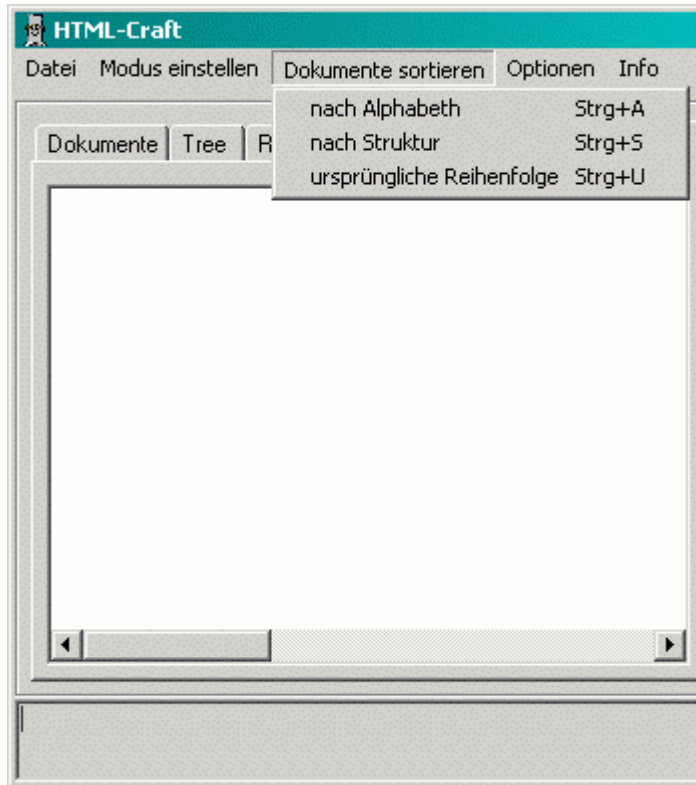 HTML-Craft
Datei Modus einstellen Dokumente sortieren Optionen Info
nach Alphabeth Strg+A
nach Struktur Strg+S
ursprüngliche Reihenfolge Strg+U
Dokumente Tree